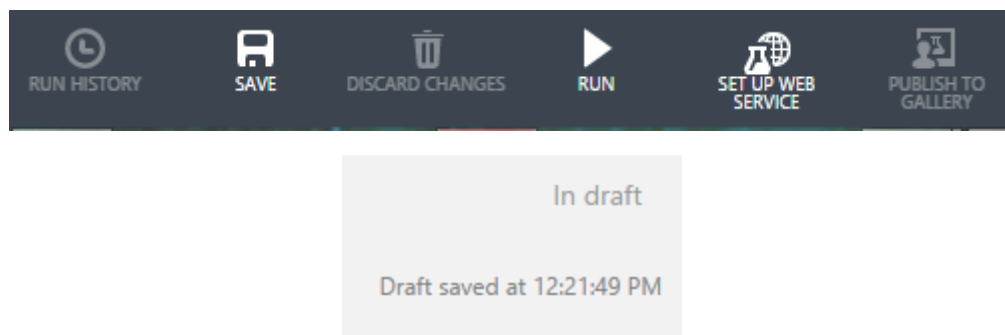 RUN HISTORY
SAVE
DISCARD CHANGES
RUN
SET UP WEB
SERVICE
PUBLISH TO
GALLERY
In draft
Draft saved at 12:21:49 PM